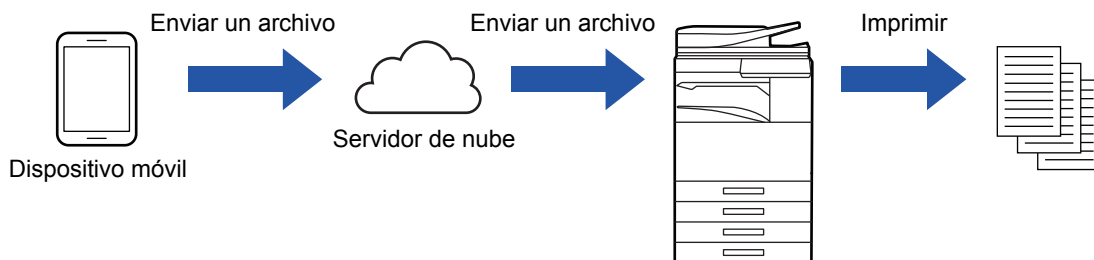 Enviar un archivo
Enviar un archivo
Imprimir
Servidor de nube
Dispositivo móvil